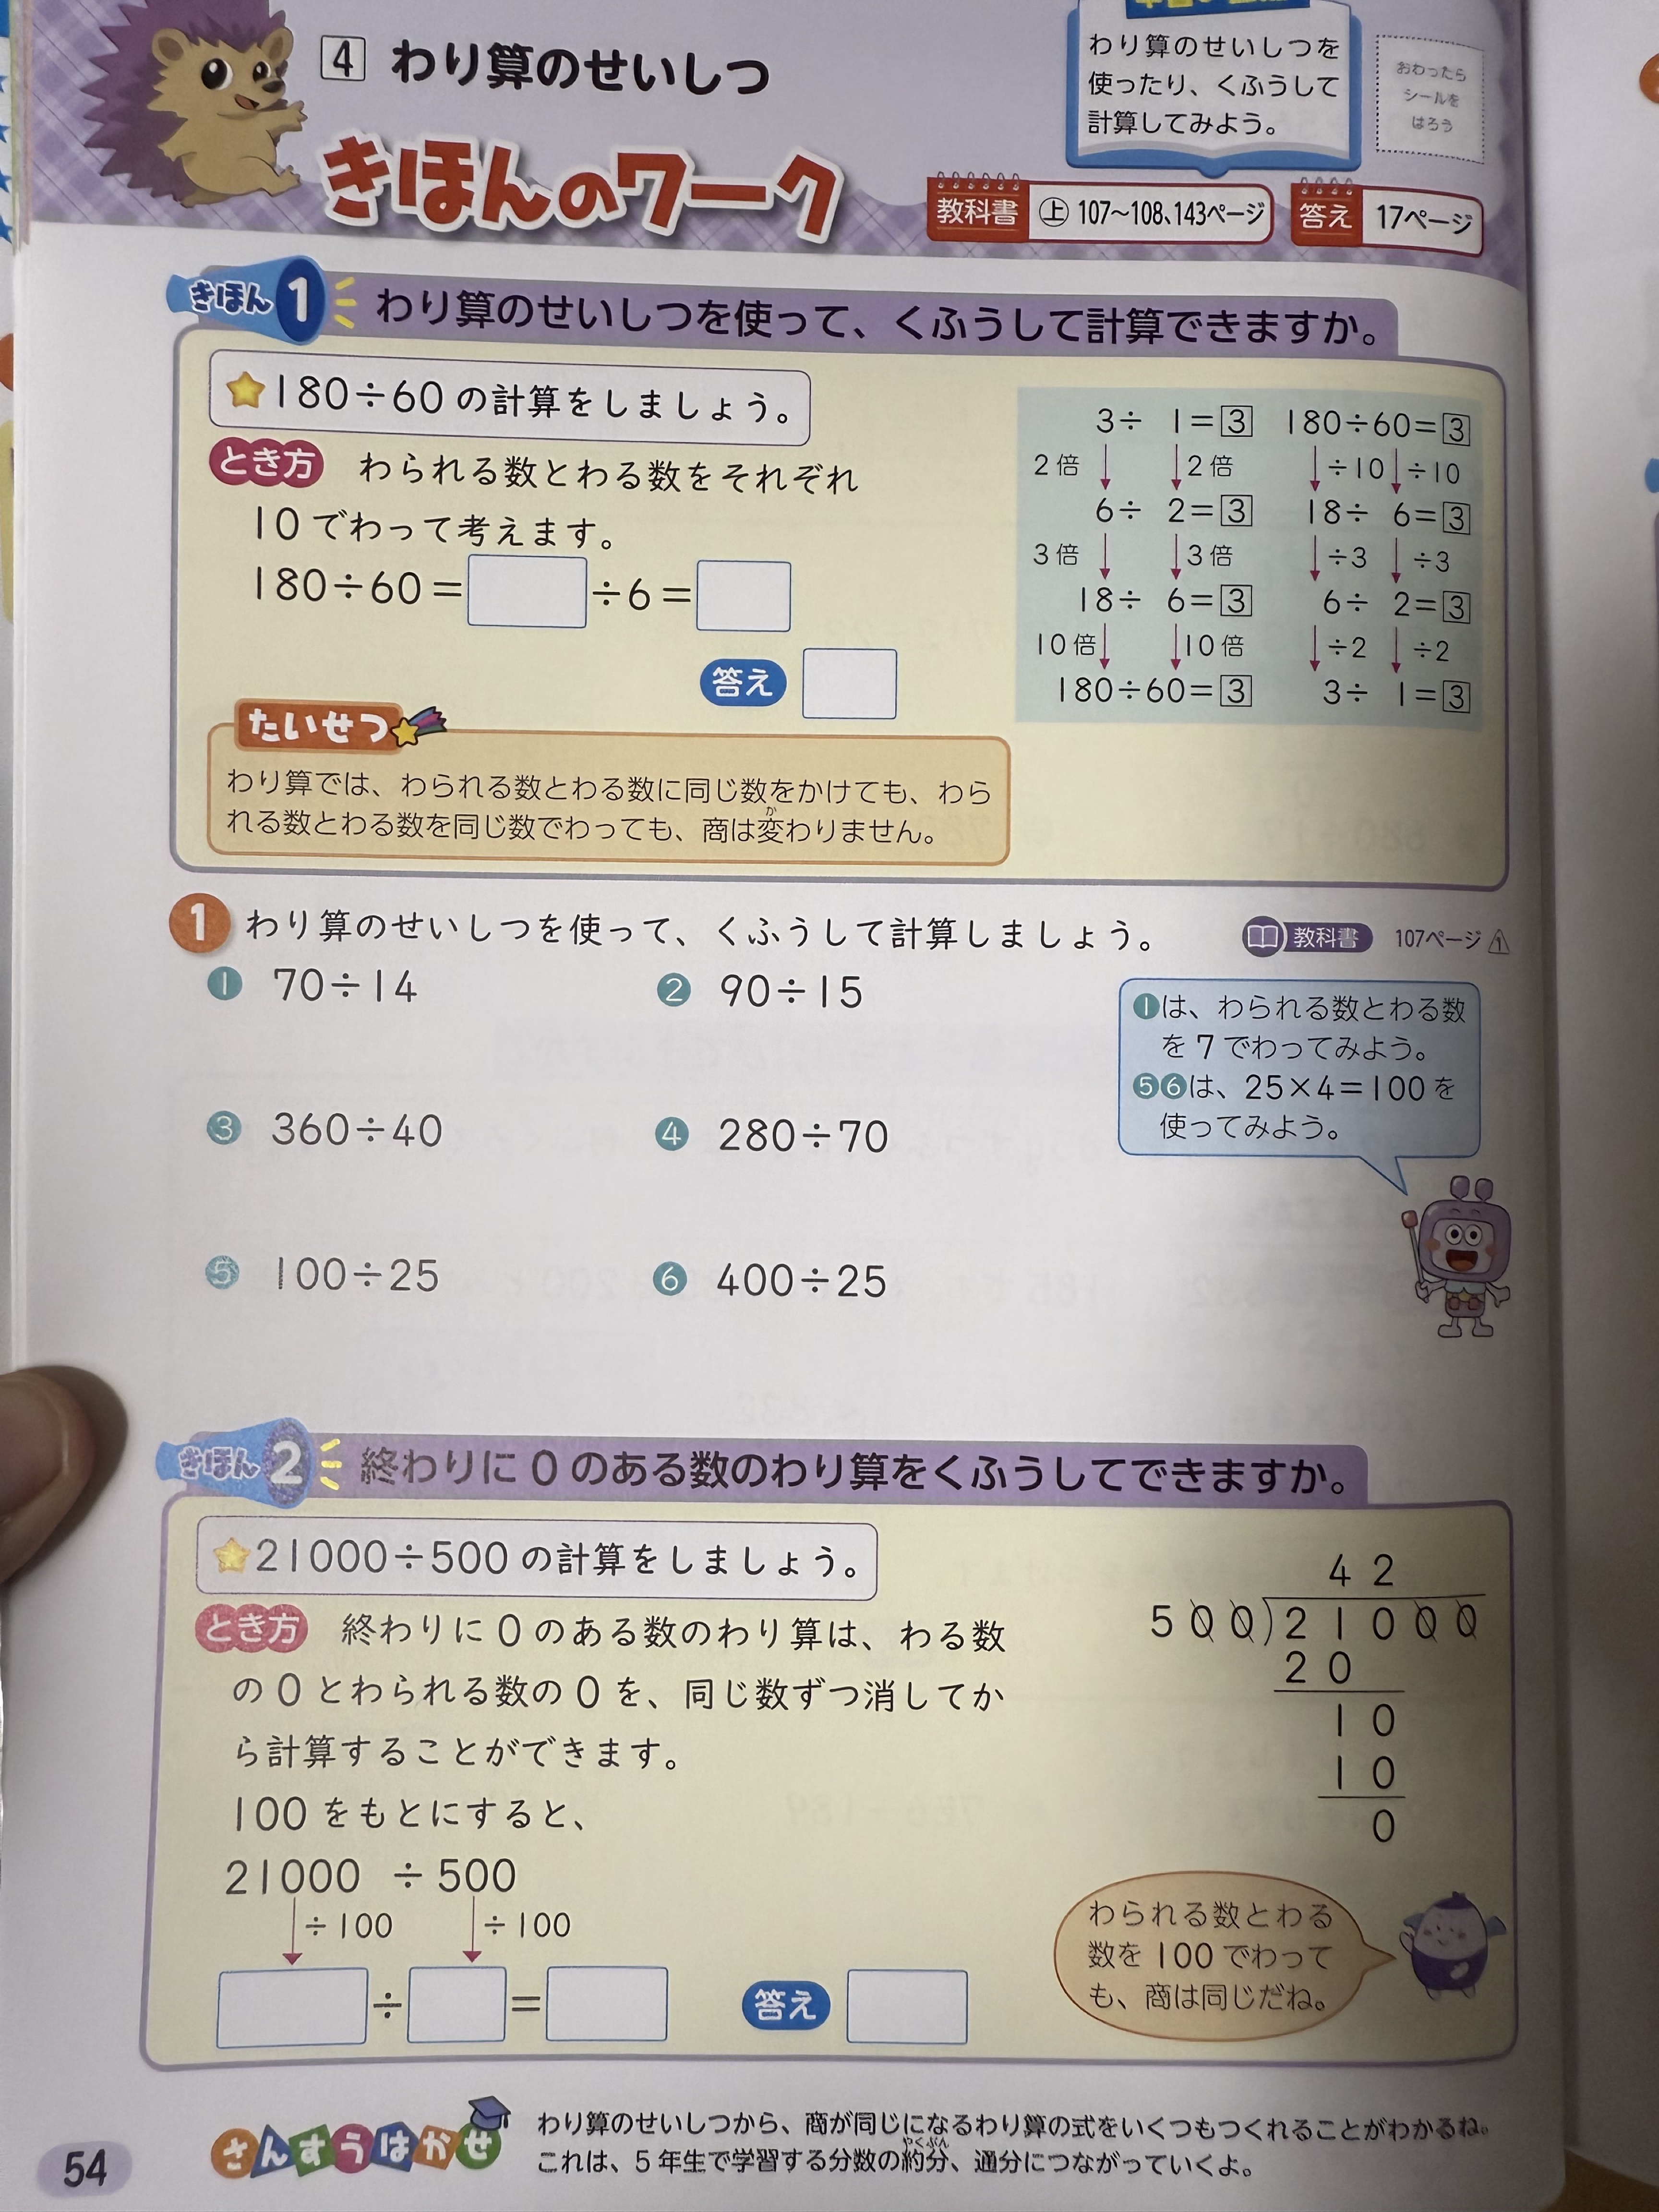 4 わり算のせいしつ
きほんのワーク
わり算のせいしつを
使ったり、くふうして
計算してみよう。
おわったら
シールを
はろう
教科書 上 107〜108、143ページ
答え 17ページ
きほん 1 わり算のせいしつを使って、くふうして計算できますか。
180÷60 の計算をしましょう。
とき方 わられる数とわる数をそれぞれ
10 でわって考えます。
180÷60＝ ÷6＝
答え
3÷ 1＝3
2倍 2倍
6÷ 2＝3
3倍 3倍
18÷ 6＝3
10倍 10倍
180÷60＝3
180÷60＝3
÷10 ÷10
18÷ 6＝3
÷3 ÷3
6÷ 2＝3
÷2 ÷2
3÷ 1＝3
たいせつ
わり算では、わられる数とわる数に同じ数をかけても、わら
れる数とわる数を同じ数でわっても、商は変わりません。
か
1 わり算のせいしつを使って、くふうして計算しましょう。
教科書 107ページ 1
1 70÷14
2 90÷15
3 360÷40
4 280÷70
5 100÷25
6 400÷25
1は、わられる数とわる数
を 7 でわってみよう。
56は、25×4＝100 を
使ってみよう。
きほん 2 終わりに 0 のある数のわり算をくふうしてできますか。
21000÷500 の計算をしましょう。
とき方 終わりに 0 のある数のわり算は、わる数
の 0 とわられる数の 0 を、同じ数ずつ消してか
ら計算することができます。
100 をもとにすると、
21000 ÷ 500
÷100 ÷100
÷ ＝
答え
4 2
5 0 0 ) 2 1 0 0 0
2 0
1 0
1 0
0
わられる数とわる
数を 100 でわって
も、商は同じだね。
さんすうはかせ
わり算のせいしつから、商が同じになるわり算の式をいくつもつくれることがわかるね。
これは、5 年生で学習する分数の約分、通分につながっていくよ。
やくぶん
54